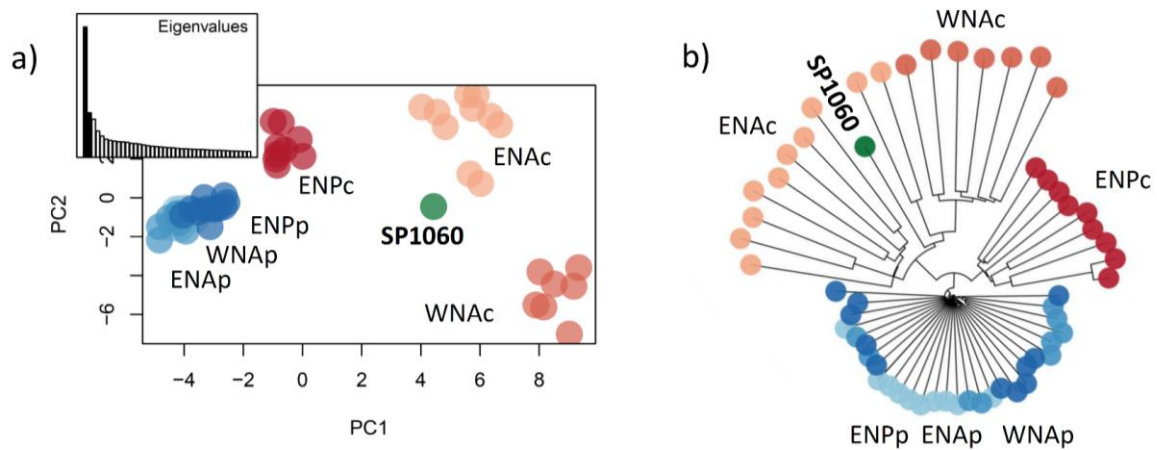 a)
Eigenvalues
2
0
−2
−6
PC2
−4
−2
0
2
4
6
8
PC1
ENAc
ENPc
SP1060
ENPp
WNAp
ENAp
WNAc
b)
WNAc
SP1060
ENAc
ENPc
ENPp ENAp WNAp